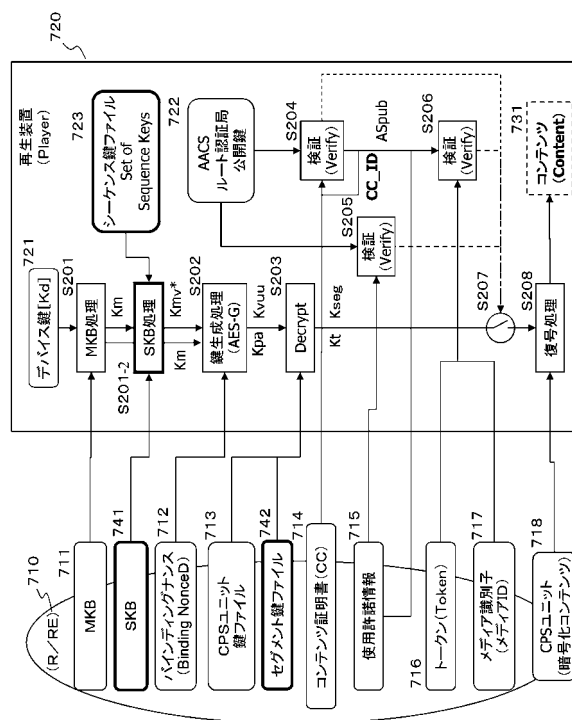 720
再生装置
(Player)
723
シーケンス鍵ファイル
Set of
Sequence Keys
722
AACS
ルート認証局
公開鍵
721
デバイス鍵[Kd]
S201
MKB処理
Km
S201-2
SKB処理
Km
Kmv*
S202
鍵生成処理
(AES-G)
Kpa
Kvuu
S203
Decrypt
Kt
Kseg
S204
検証
(Verify)
CC_ID
ASpub
S205
検証
(Verify)
S206
検証
(Verify)
S207
S208
復号処理
731
コンテンツ
(Content)
710
(R/RE)
711
MKB
741
SKB
712
バインディングナンス
(Binding NonceD)
713
CPSユニット
鍵ファイル
742
セグメント鍵ファイル
714
コンテンツ証明書(CC)
715
使用許諾情報
716
トークン(Token)
717
メディア識別子
(メディアID)
718
CPSユニット
(暗号化コンテンツ)